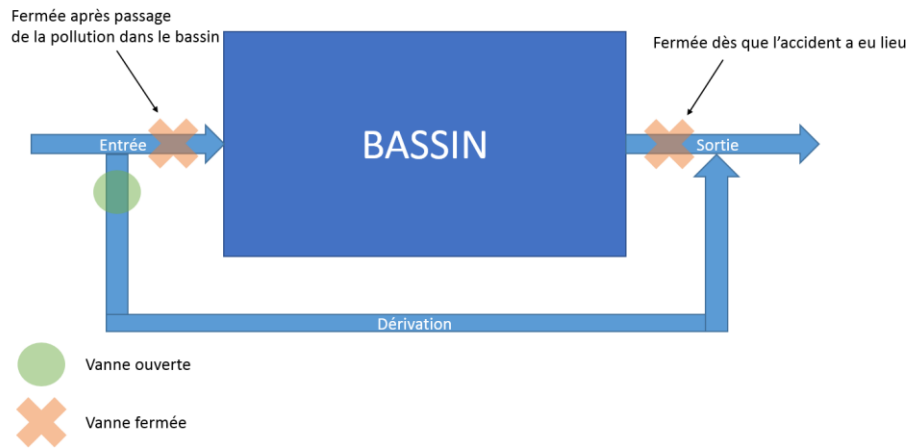 Fermée après passage
de la pollution dans le bassin
Fermée dès que l'accident a eu lieu
Entrée
BASSIN
Sortie
Dérivation
Vanne ouverte
Vanne fermée